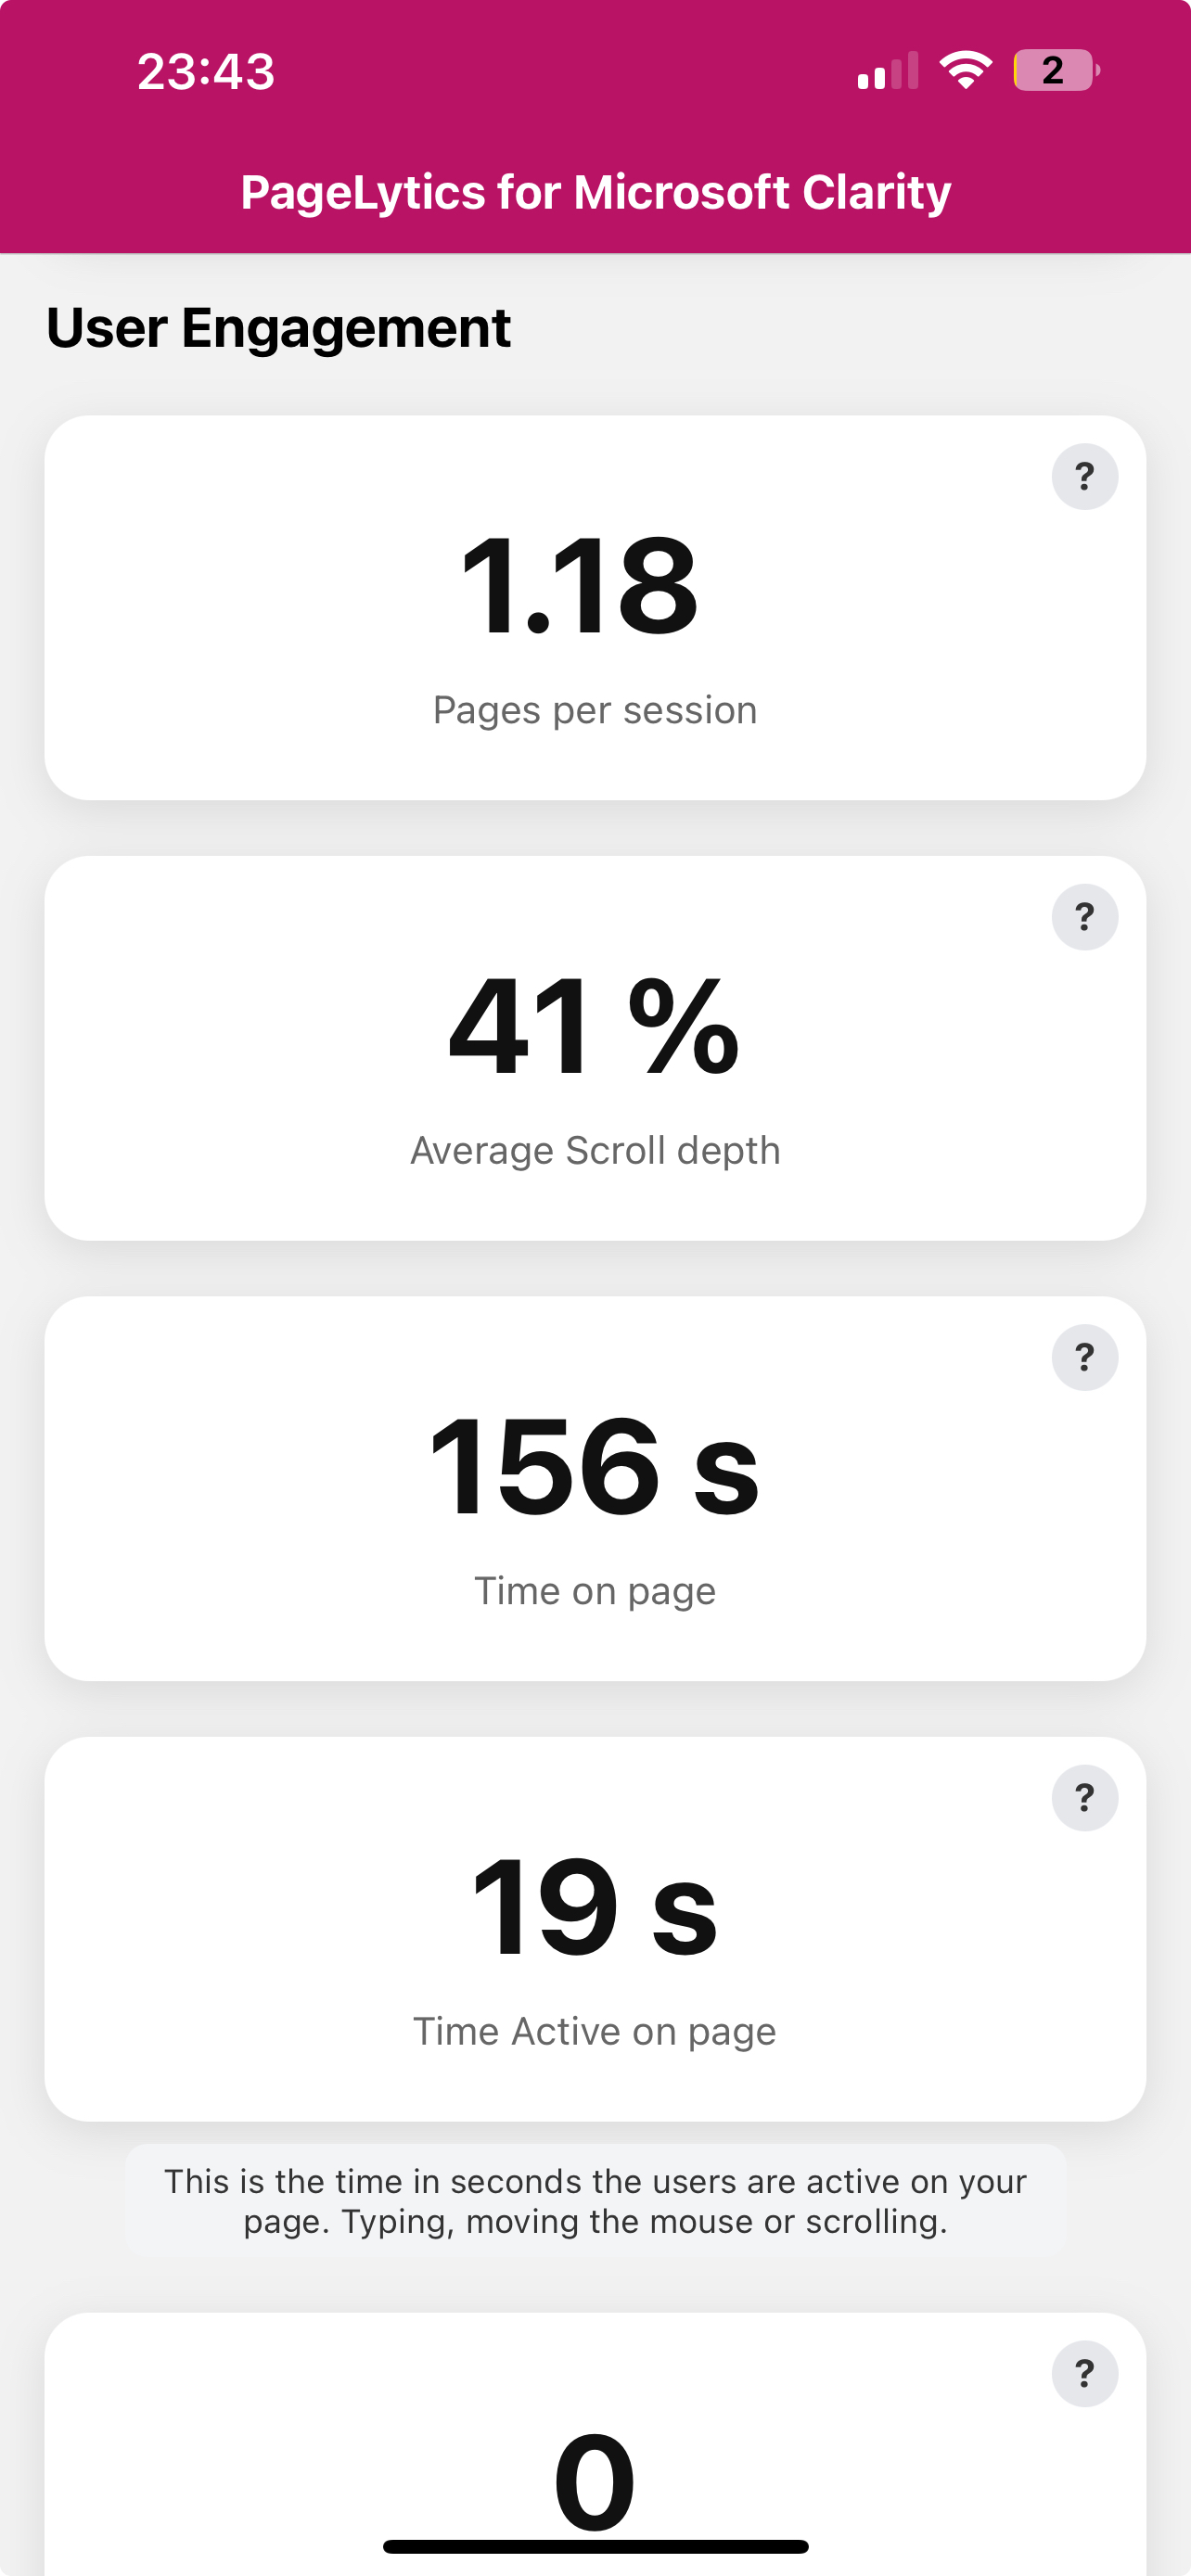 23:43
2
PageLytics for Microsoft Clarity
User Engagement
?
1.18
Pages per session
?
41 %
Average Scroll depth
?
156 s
Time on page
?
19 s
Time Active on page
This is the time in seconds the users are active on your
page. Typing, moving the mouse or scrolling.
?
0